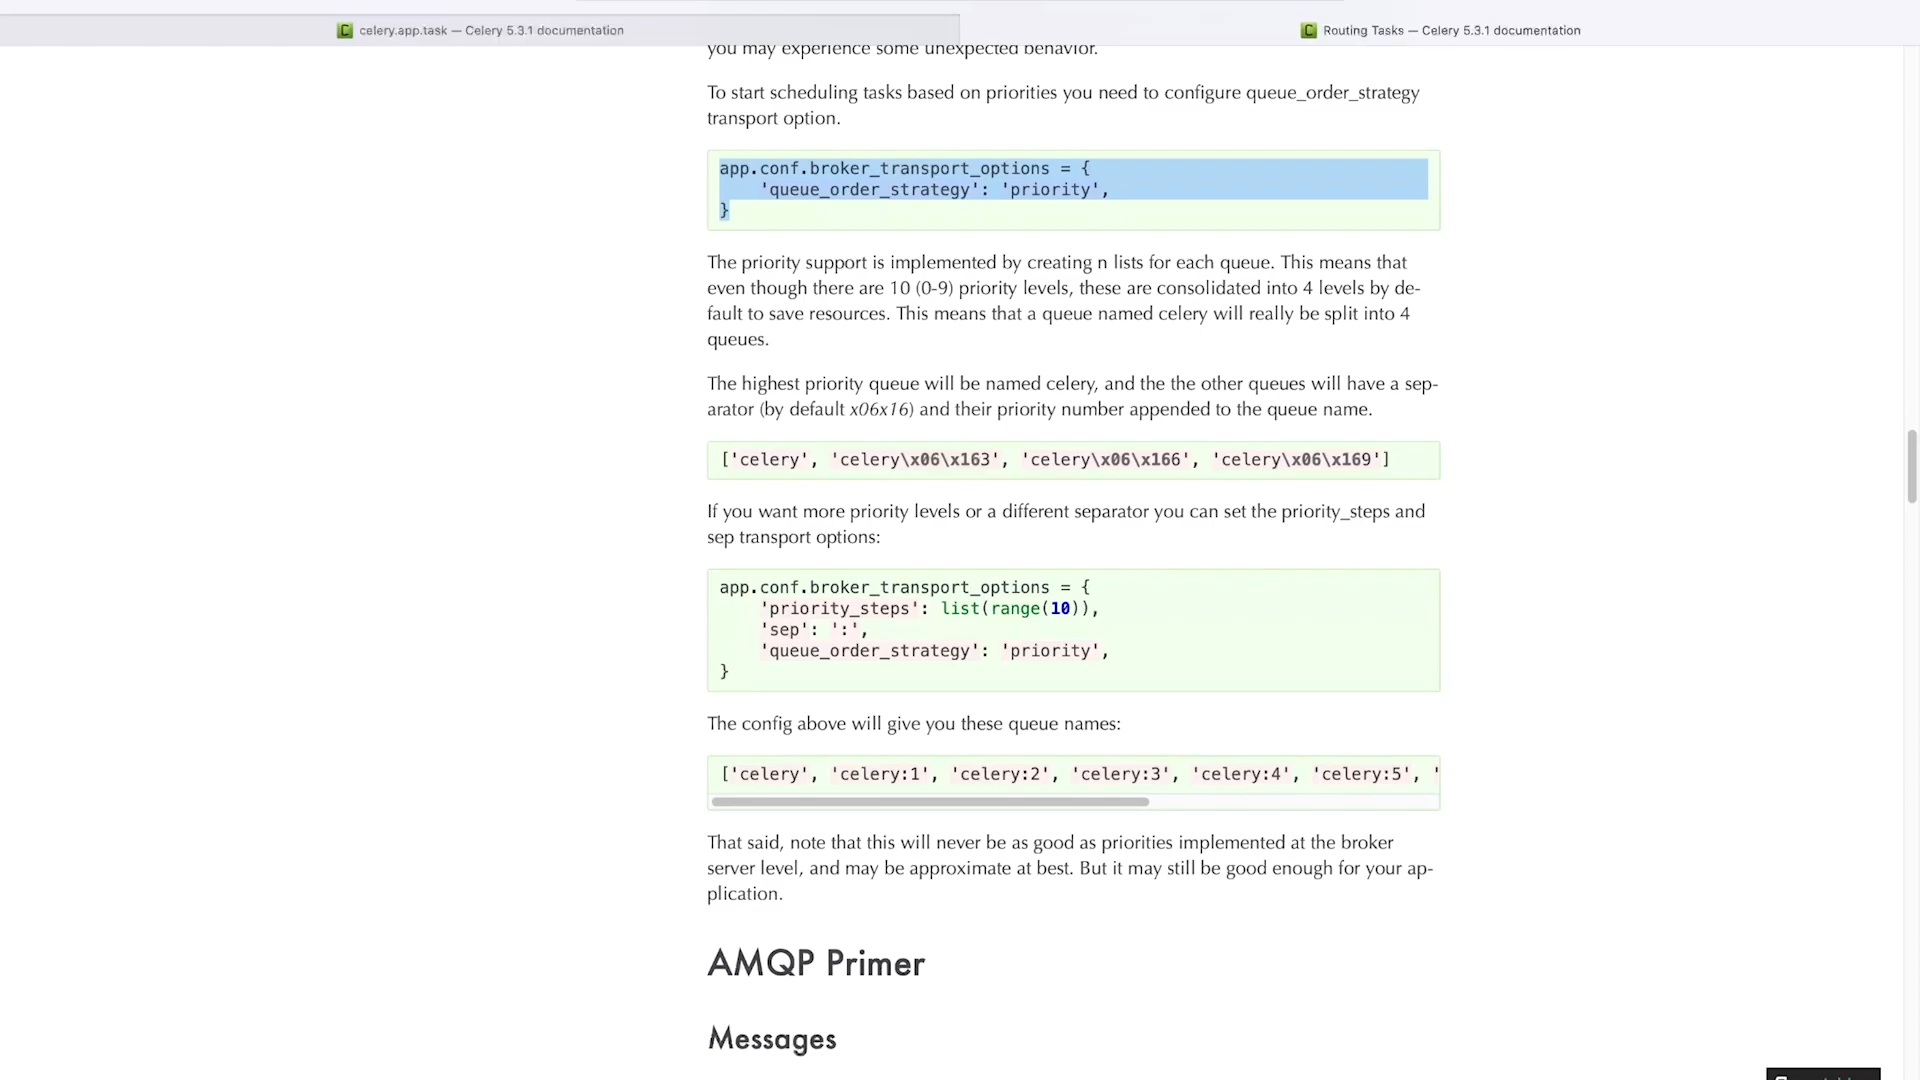 celery.app.task — Celery 5.3.1 documentation
Routing Tasks — Celery 5.3.1 documentation
you may experience some unexpected behavior.
To start scheduling tasks based on priorities you need to configure queue_order_strategy
transport option.
app.conf.broker_transport_options = {
    'queue_order_strategy': 'priority',
}
The priority support is implemented by creating n lists for each queue. This means that
even though there are 10 (0-9) priority levels, these are consolidated into 4 levels by de-
fault to save resources. This means that a queue named celery will really be split into 4
queues.
The highest priority queue will be named celery, and the the other queues will have a sep-
arator (by default x06x16) and their priority number appended to the queue name.
['celery', 'celery\x06\x163', 'celery\x06\x166', 'celery\x06\x169']
If you want more priority levels or a different separator you can set the priority_steps and
sep transport options:
app.conf.broker_transport_options = {
    'priority_steps': list(range(10)),
    'sep': ':',
    'queue_order_strategy': 'priority',
}
The config above will give you these queue names:
['celery', 'celery:1', 'celery:2', 'celery:3', 'celery:4', 'celery:5', '
That said, note that this will never be as good as priorities implemented at the broker
server level, and may be approximate at best. But it may still be good enough for your ap-
plication.
AMQP Primer
Messages